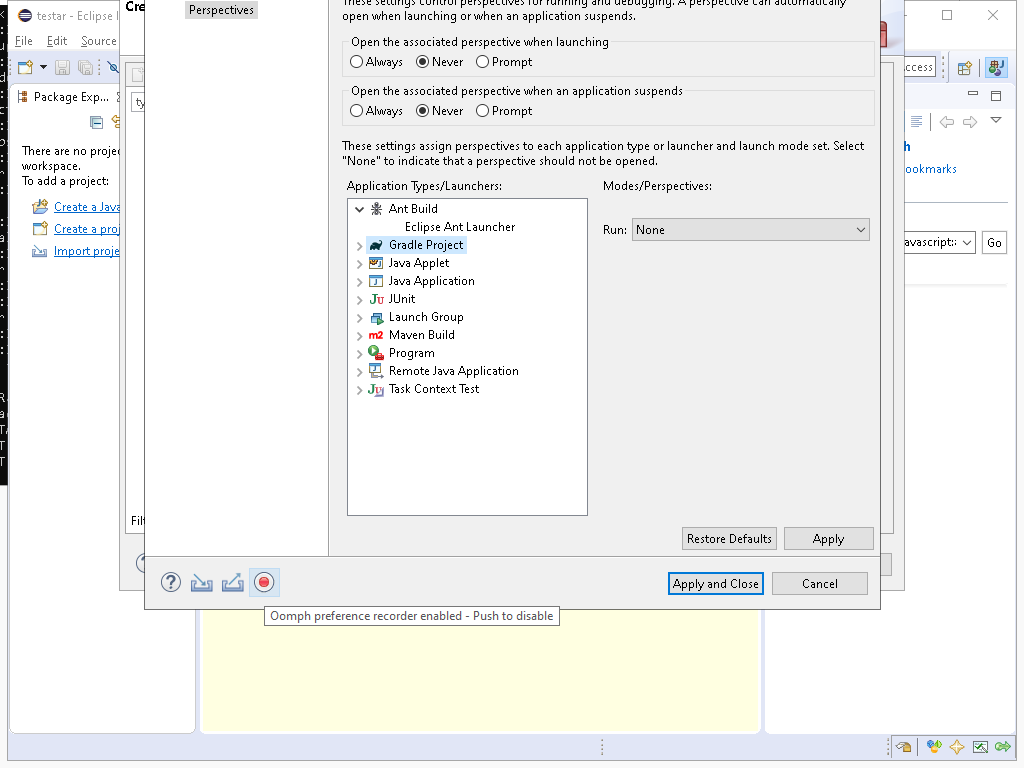 testar - Eclipse I
Cre
File Edit Source
Perspectives
These settings control perspectives for running and debugging. A perspective can automatically
open when launching or when an application suspends.
Open the associated perspective when launching
Always Never Prompt
Open the associated perspective when an application suspends
Always Never Prompt
These settings assign perspectives to each application type or launcher and launch mode set. Select
"None" to indicate that a perspective should not be opened.
Application Types/Launchers:
Modes/Perspectives:
Ant Build
Eclipse Ant Launcher
Gradle Project
Java Applet
Java Application
JUnit
Launch Group
Maven Build
Program
Remote Java Application
Task Context Test
Run: None
Restore Defaults Apply
Apply and Close Cancel
Oomph preference recorder enabled - Push to disable
Package Exp...
There are no proje
workspace.
To add a project:
Create a Java
Create a proj
Import proje
ty
Filt
ccess
h
ookmarks
avascript:
Go